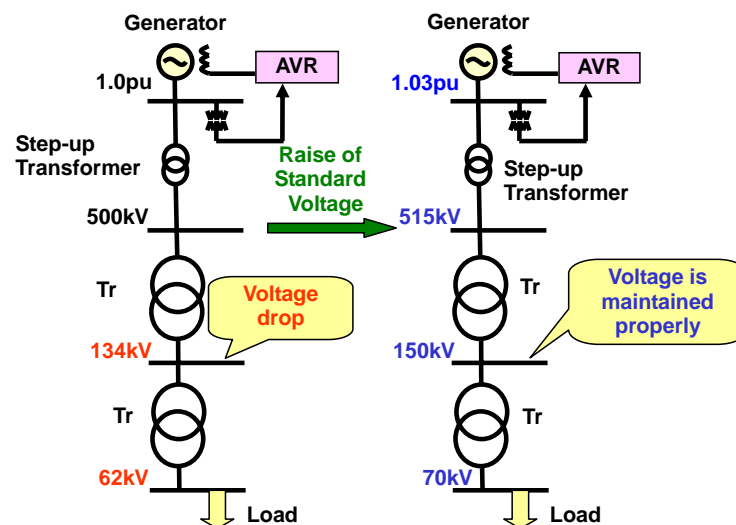 Generator
AVR
1.0pu
Step-up
Transformer
500kV
Tr
Voltage
drop
134kV
Tr
62kV
Load
Raise of
Standard
Voltage
Generator
AVR
1.03pu
Step-up
Transformer
515kV
Tr
Voltage is
maintained
properly
150kV
Tr
70kV
Load